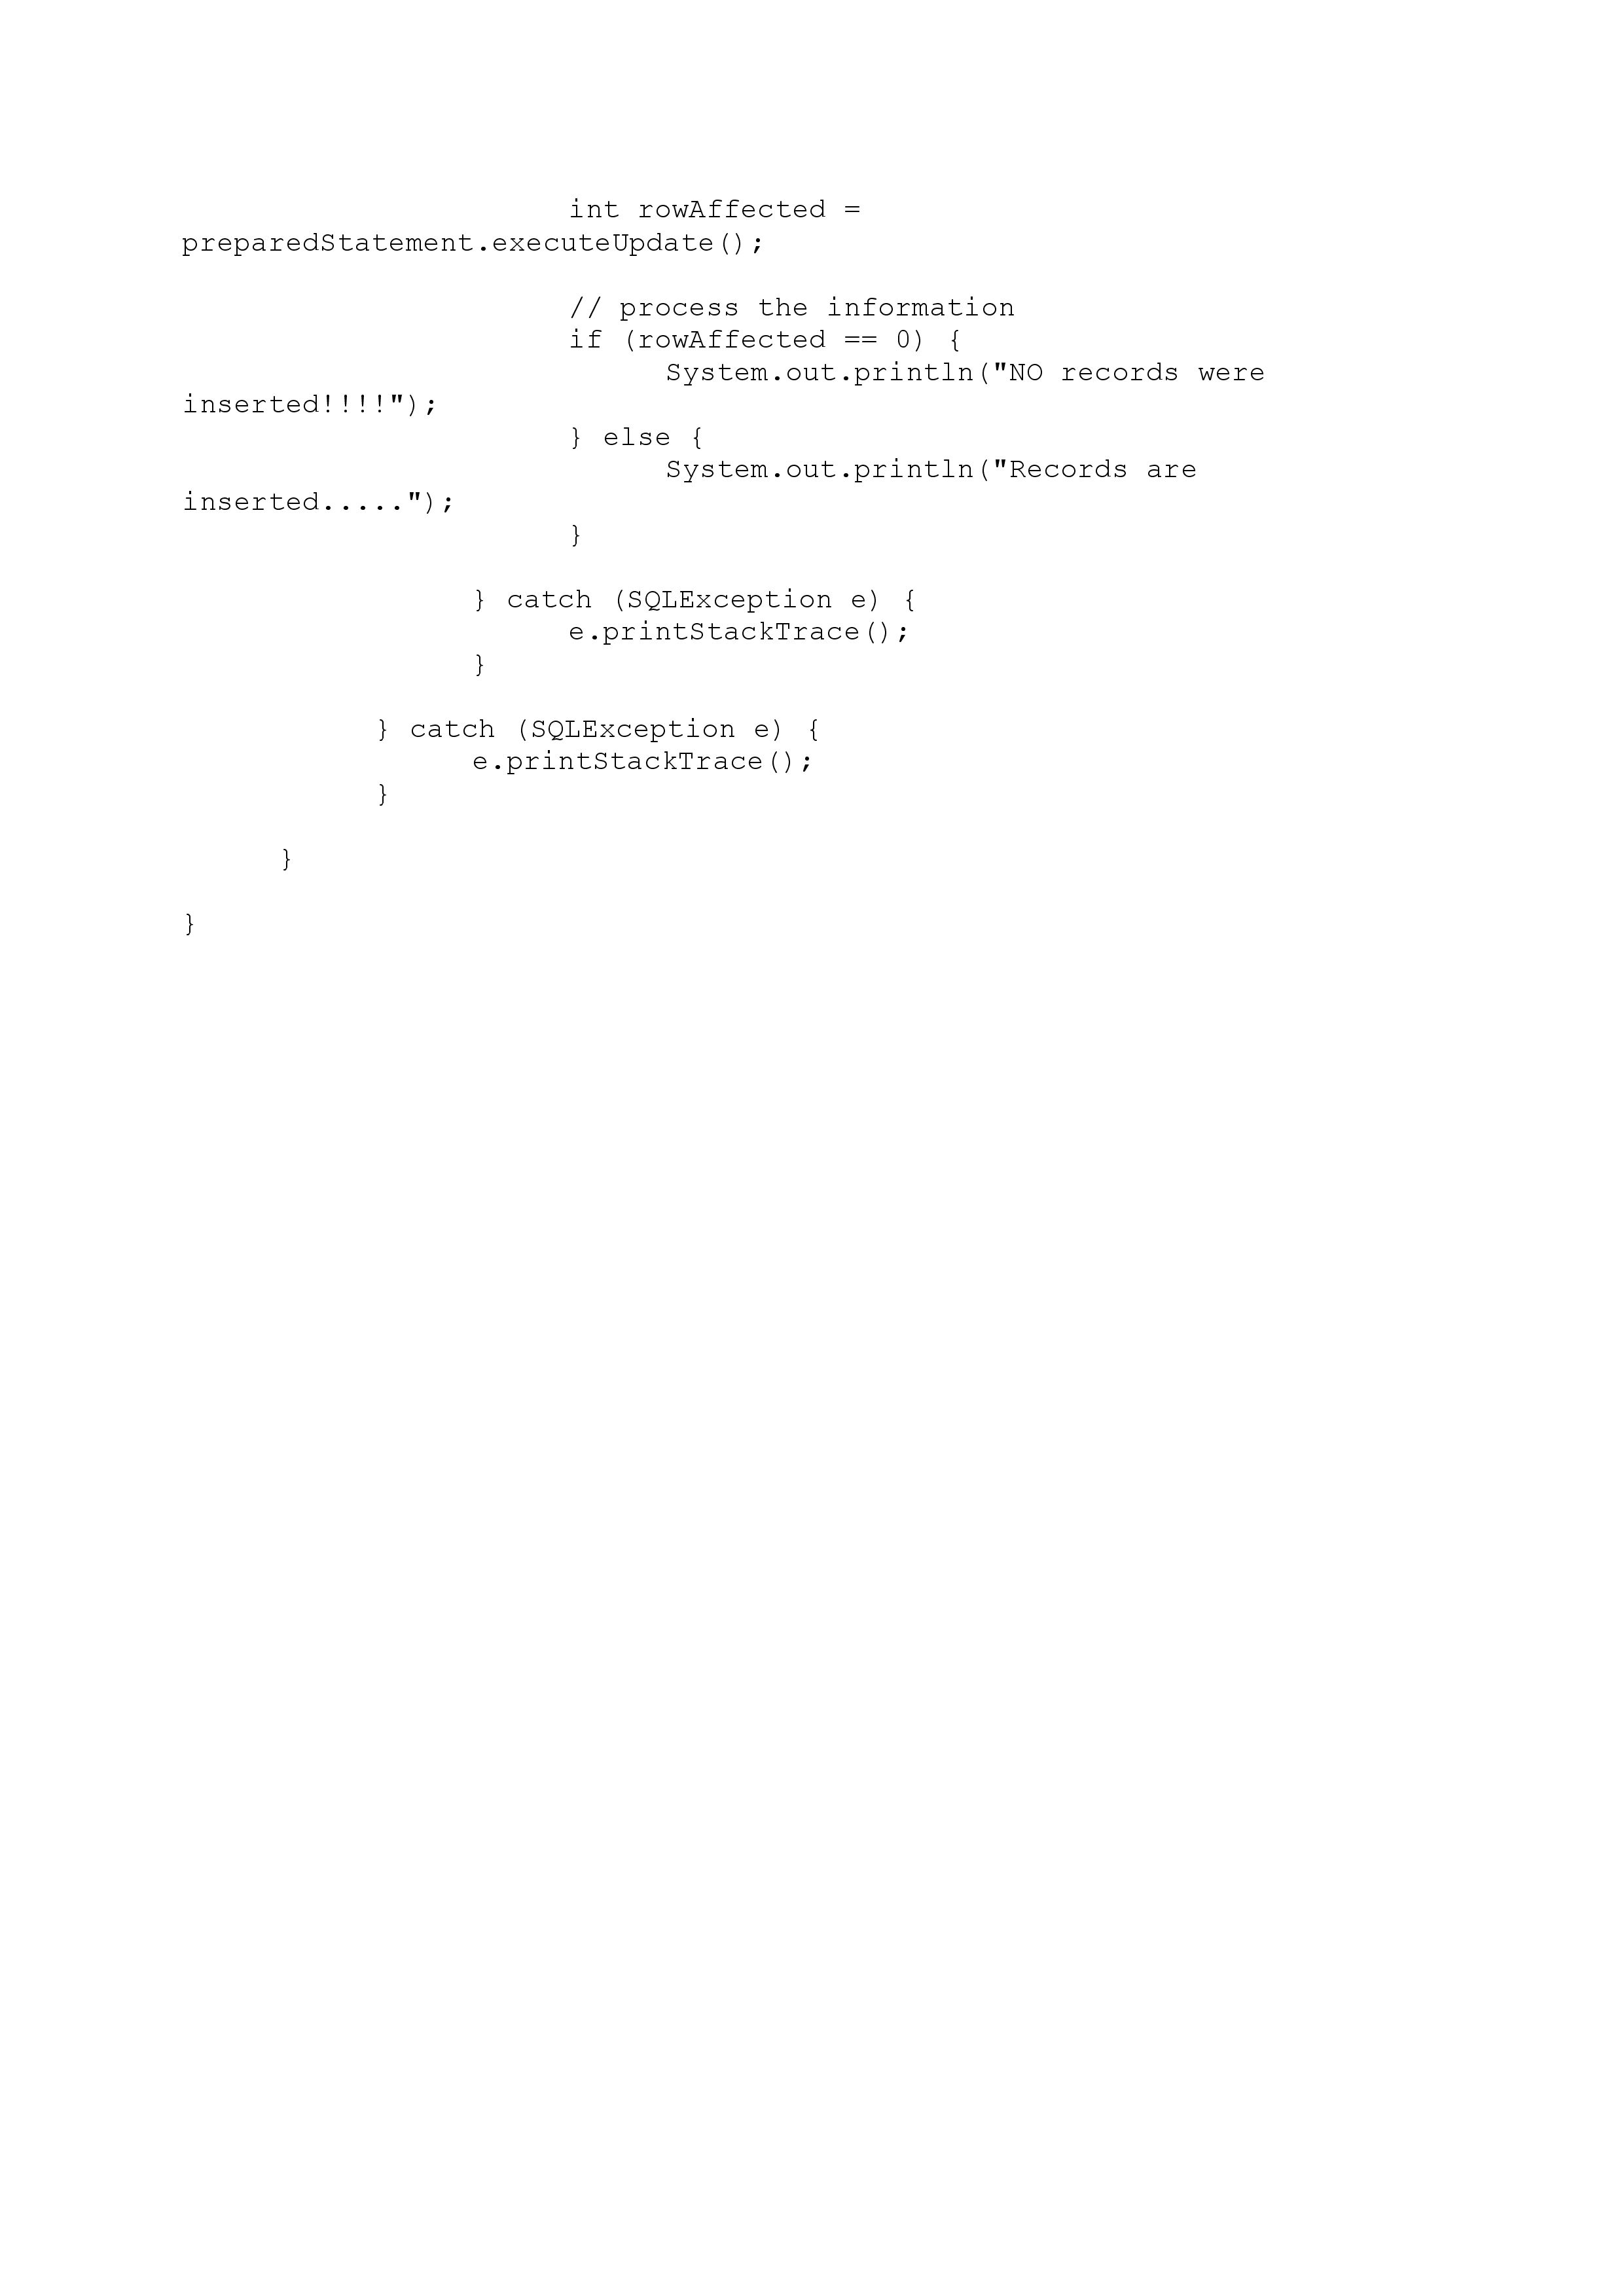 int rowAffected =
preparedStatement.executeUpdate();
// process the information
if (rowAffected == 0) {
System.out.println("NO records were
inserted!!!!");
} else {
System.out.println("Records are
inserted.....");
}
} catch (SQLException e) {
e.printStackTrace();
}
} catch (SQLException e) {
e.printStackTrace();
}
}
}